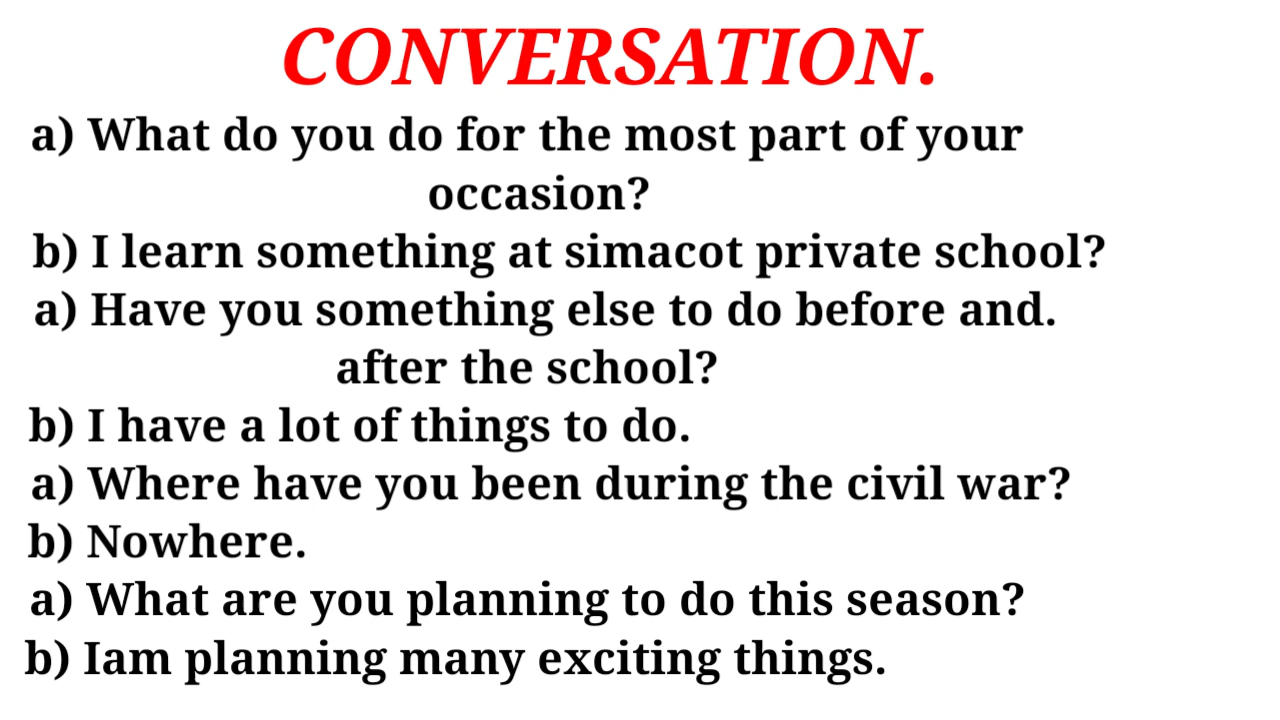 CONVERSATION.
a) What do you do for the most part of your
occasion?
b) I learn something at simacot private school?
a) Have you something else to do before and.
after the school?
b) I have a lot of things to do.
a) Where have you been during the civil war?
b) Nowhere.
a) What are you planning to do this season?
b) Iam planning many exciting things.